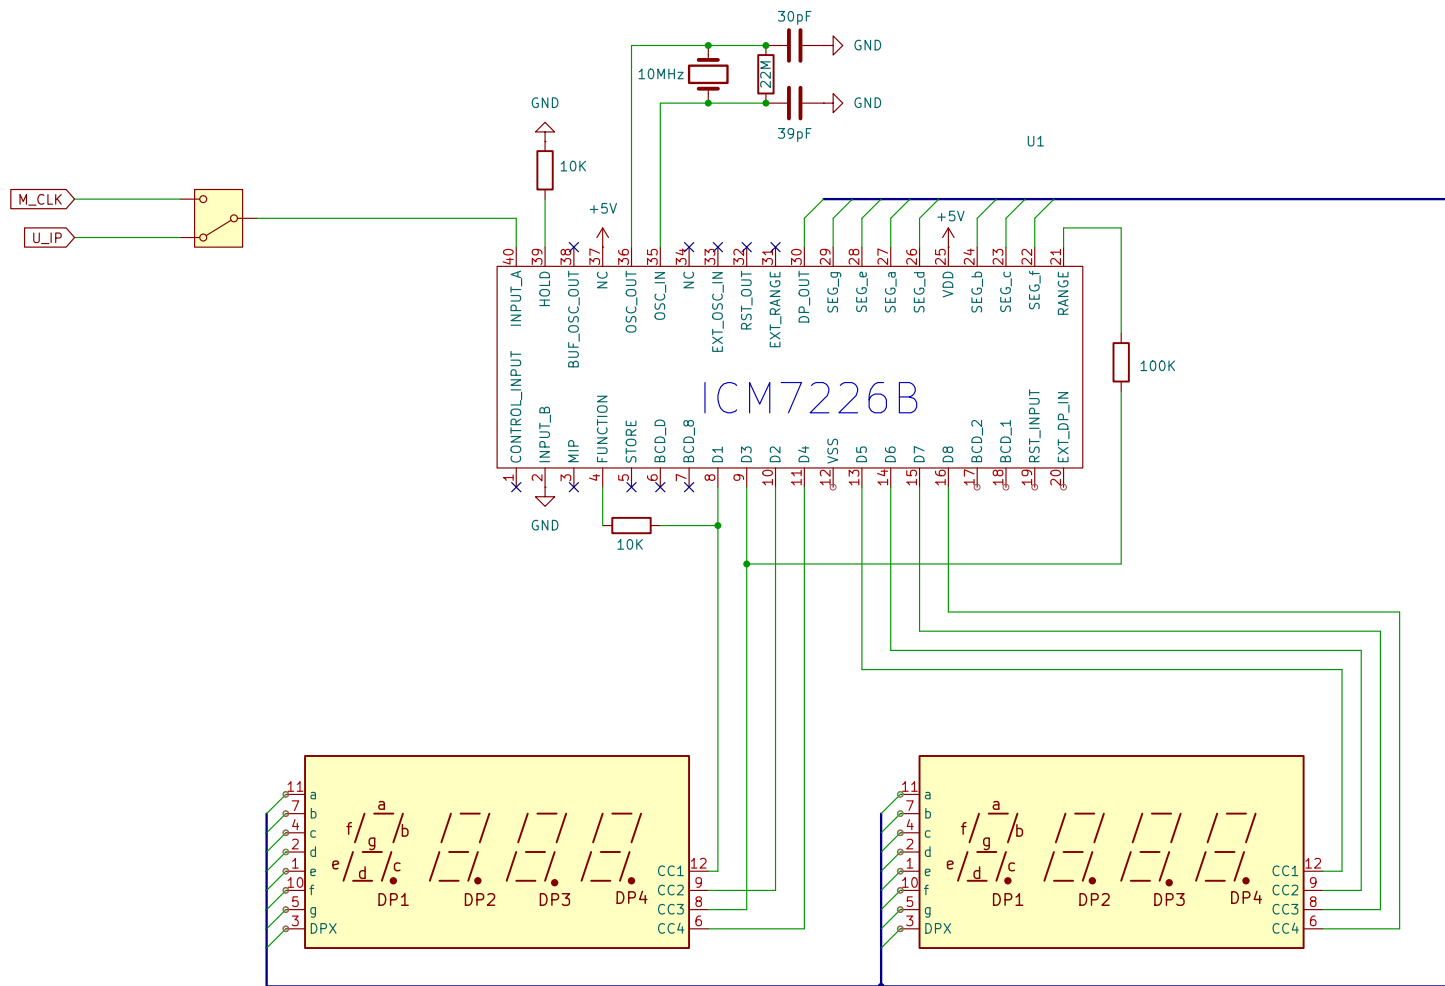 30pF
GND
10MHz
22M
GND
39pF
GND
U1
10K
M_CLK
+5V
+5V
U_IP
40 39 38 37 36 35 34 33 32 31 30 29 28 27 26 25 24 23 22 21
INPUT_A HOLD BUF_OSC_OUT NC OSC_OUT OSC_IN NC EXT_OSC_IN RST_OUT EXT_RANGE DP_OUT SEG_g SEG_e SEG_a SEG_d VDD SEG_b SEG_c SEG_f RANGE
100K
ICM7226B
CONTROL_INPUT INPUT_B MIP FUNCTION STORE BCD_D BCD_8 D1 D3 D2 D4 VSS D5 D6 D7 D8 BCD_2 BCD_1 RST_INPUT EXT_DP_IN
1 2 3 4 5 6 7 8 9 10 11 12 13 14 15 16 17 18 19 20
GND
10K
11 a
7 b
4 c
2 d
1 e
10 f
5 g
3 DPX
a
f b
g
e c
d
DP1 DP2 DP3 DP4
CC1 12
CC2 9
CC3 8
CC4 6
11 a
7 b
4 c
2 d
1 e
10 f
5 g
3 DPX
a
f b
g
e c
d
DP1 DP2 DP3 DP4
CC1 12
CC2 9
CC3 8
CC4 6